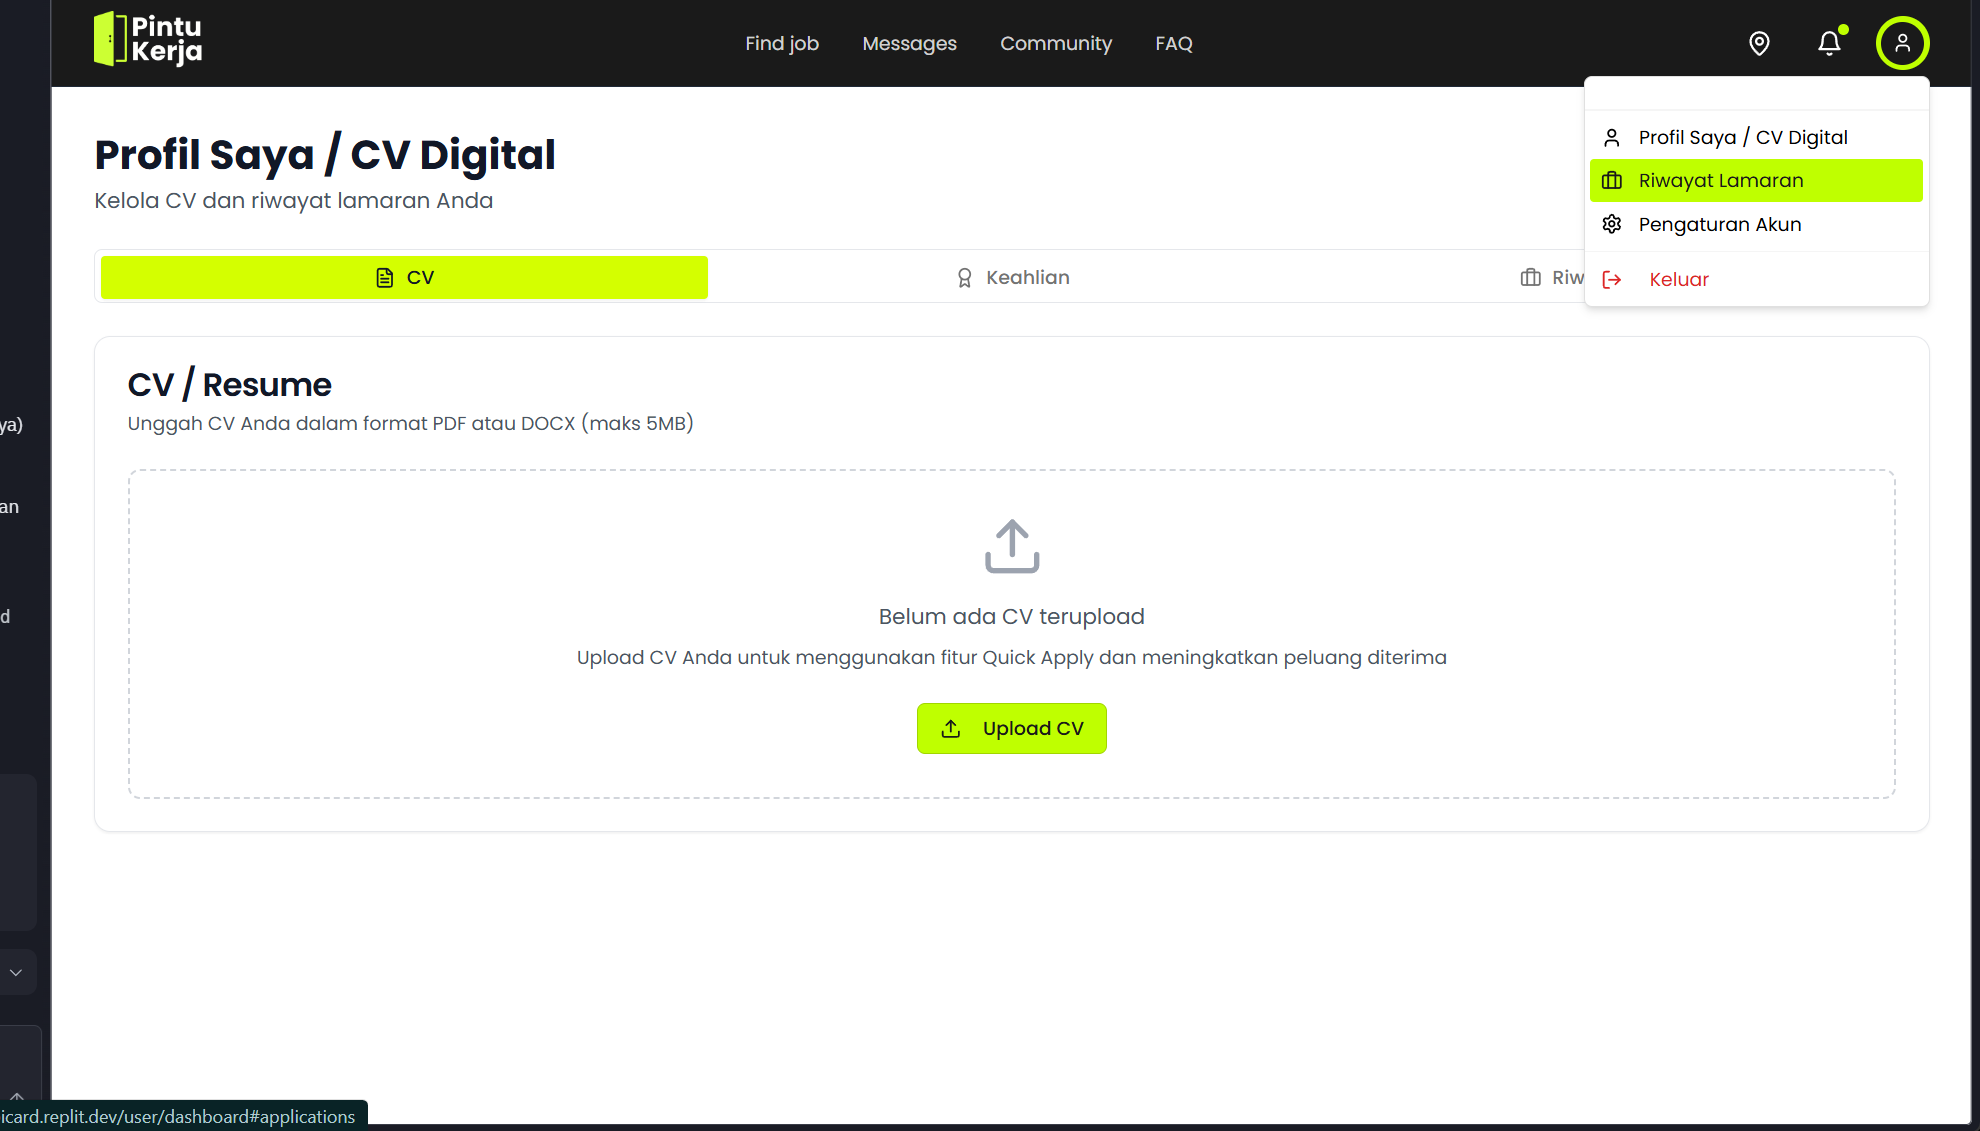 Pintu
Kerja
Find job
Messages
Community
FAQ
Profil Saya / CV Digital
Kelola CV dan riwayat lamaran Anda
Profil Saya / CV Digital
Riwayat Lamaran
Pengaturan Akun
Keluar
CV
Keahlian
Riw
CV / Resume
Unggah CV Anda dalam format PDF atau DOCX (maks 5MB)
Belum ada CV terupload
Upload CV Anda untuk menggunakan fitur Quick Apply dan meningkatkan peluang diterima
Upload CV
ya)
an
d
icard.replit.dev/user/dashboard#applications